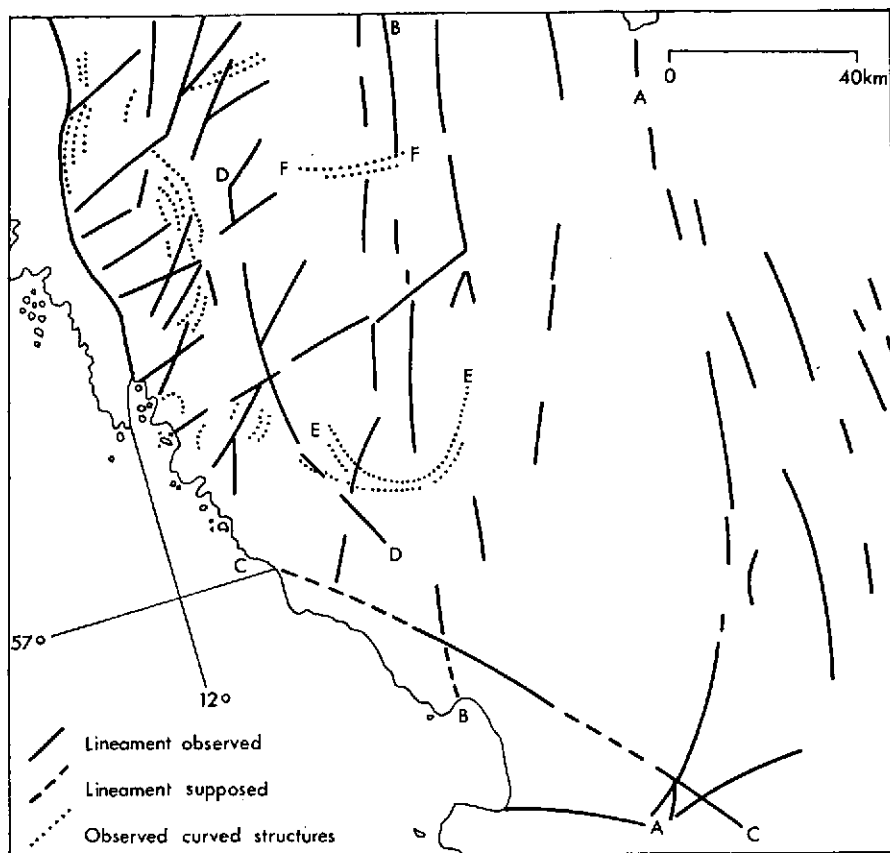 B
0 40km
A
D
F
F
E
E
D
C
57°
12°
B
Lineament observed
Lineament supposed
A
C
Observed curved structures